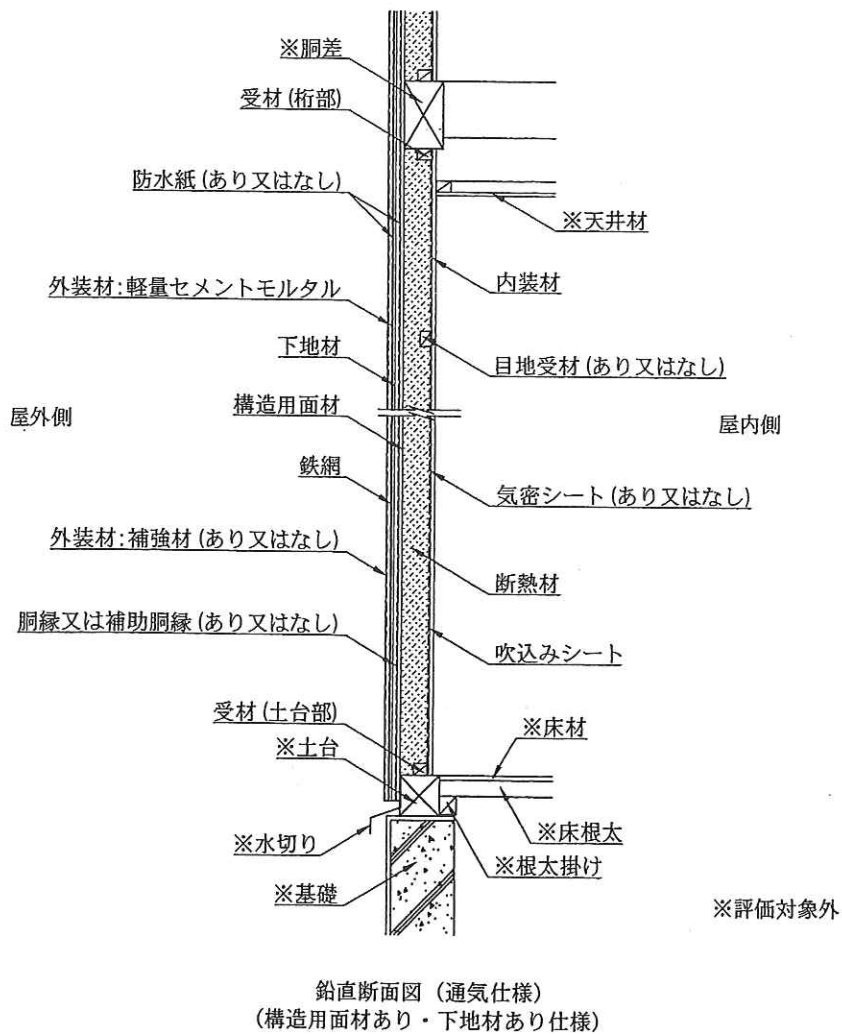 ※胴差
受材(桁部)
防水紙(あり又はなし)
※天井材
外装材:軽量セメントモルタル
内装材
下地材
目地受材(あり又はなし)
構造用面材
屋外側
屋内側
鉄網
気密シート(あり又はなし)
外装材:補強材(あり又はなし)
断熱材
胴縁又は補助胴縁(あり又はなし)
吹込みシート
受材(土台部)
※床材
※土台
※水切り
※床根太
※根太掛け
※基礎
※評価対象外
鉛直断面図(通気仕様)
(構造用面材あり・下地材あり仕様)